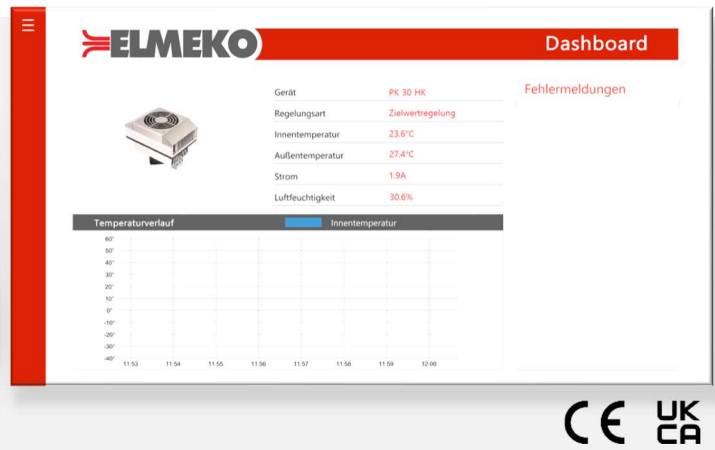 ELMEKO
Dashboard
Gerät PK 30 HK
Regelungsart Zielwertregelung
Innentemperatur 23.6°C
Außentemperatur 27.4°C
Strom 1.9A
Luftfeuchtigkeit 30.6%
Fehlermeldungen
Temperaturverlauf Innentemperatur
60°
50°
40°
30°
20°
10°
0°
-10°
-20°
-30°
-40°
11:53 11:54 11:55 11:56 11:57 11:58 11:59 12:00
CE UK
CA